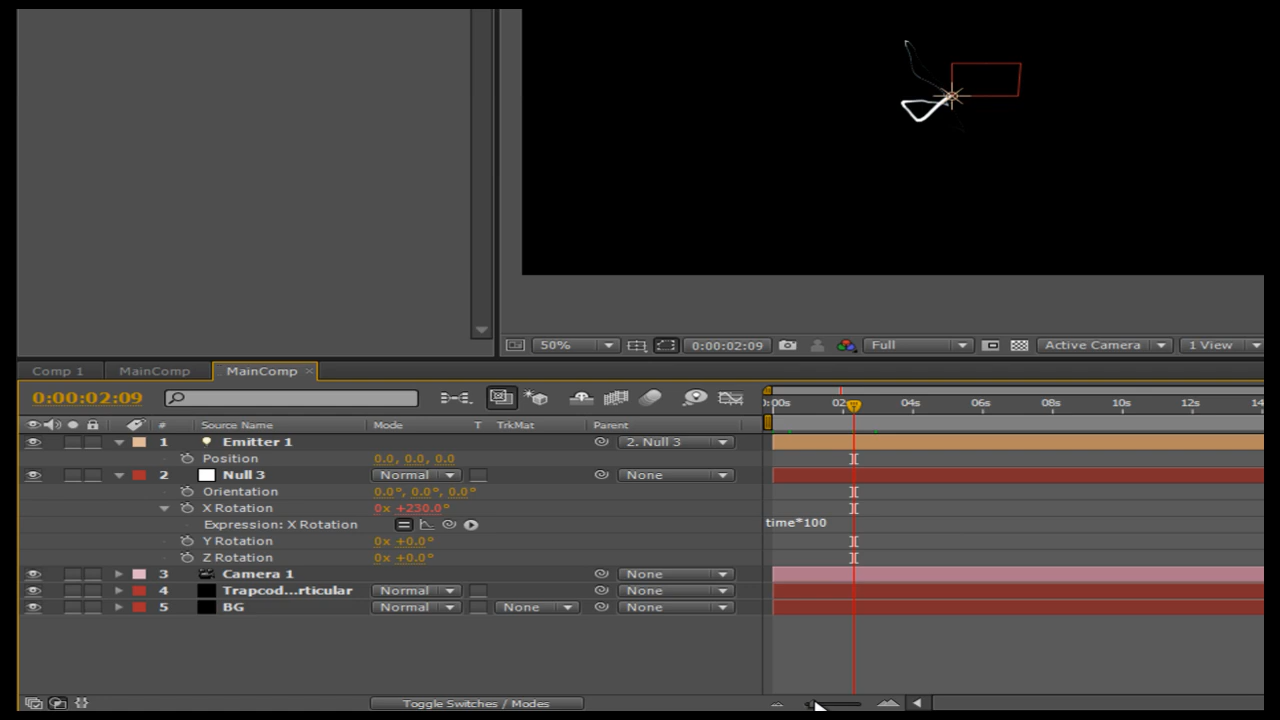 50%
0:00:02:09
Full
Active Camera
1 View
Comp 1
MainComp
MainComp
0:00:02:09
# Source Name Mode T TrkMat Parent
0:00s 02 04s 06s 08s 10s 12s 14
1 Emitter 1 2. Null 3
Position 0.0, 0.0, 0.0
2 Null 3 Normal None
Orientation 0.0°, 0.0°, 0.0°
X Rotation 0x +230.0°
Expression: X Rotation time*100
Y Rotation 0x +0.0°
Z Rotation 0x +0.0°
3 Camera 1 None
4 Trapcod...rticular Normal None
5 BG Normal None None
Toggle Switches / Modes